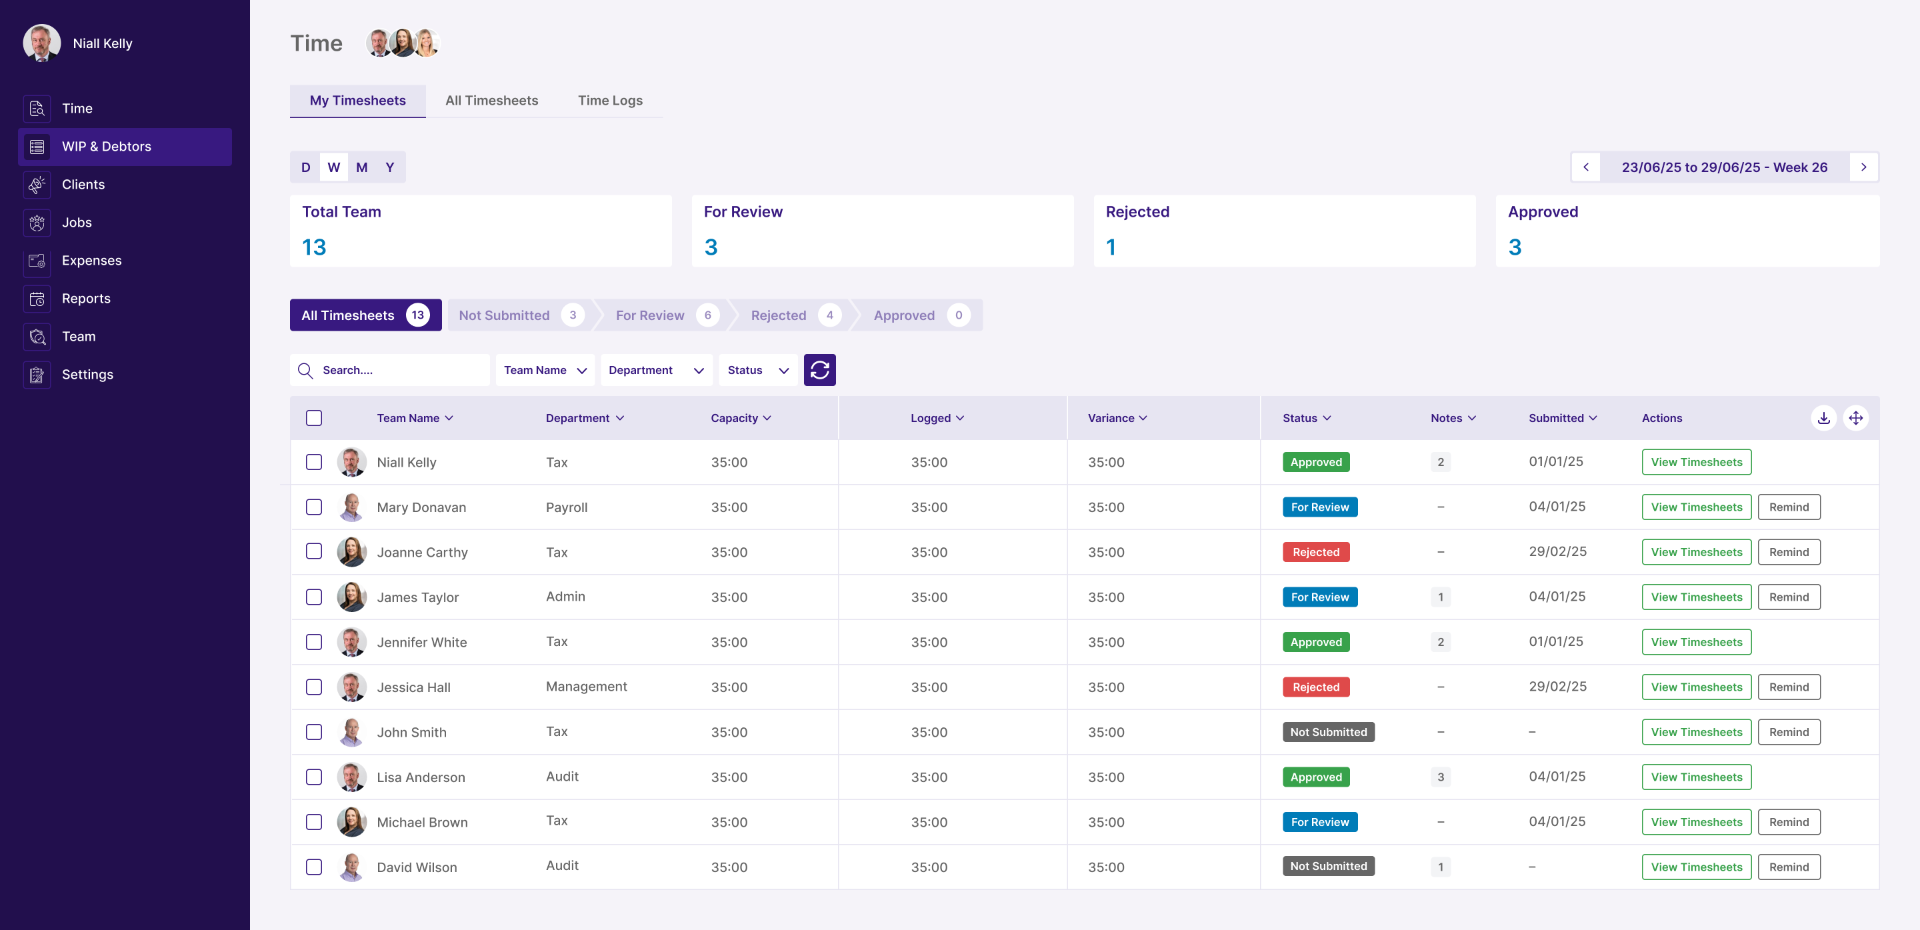 Niall Kelly
Time
WIP & Debtors
Clients
Jobs
Expenses
Reports
Team
Settings
Time
My Timesheets All Timesheets Time Logs
D W M Y
23/06/25 to 29/06/25 - Week 26
Total Team For Review Rejected Approved
13 3 1 3
All Timesheets 13 Not Submitted 3 For Review 6 Rejected 4 Approved 0
Search.... Team Name Department Status
Team Name Department Capacity Logged Variance Status Notes Submitted Actions
Niall Kelly Tax 35:00 35:00 35:00 Approved 2 01/01/25 View Timesheets
Mary Donavan Payroll 35:00 35:00 35:00 For Review – 04/01/25 View Timesheets Remind
Joanne Carthy Tax 35:00 35:00 35:00 Rejected – 29/02/25 View Timesheets Remind
James Taylor Admin 35:00 35:00 35:00 For Review 1 04/01/25 View Timesheets Remind
Jennifer White Tax 35:00 35:00 35:00 Approved 2 01/01/25 View Timesheets
Jessica Hall Management 35:00 35:00 35:00 Rejected – 29/02/25 View Timesheets Remind
John Smith Tax 35:00 35:00 35:00 Not Submitted – – View Timesheets Remind
Lisa Anderson Audit 35:00 35:00 35:00 Approved 3 04/01/25 View Timesheets
Michael Brown Tax 35:00 35:00 35:00 For Review – 04/01/25 View Timesheets Remind
David Wilson Audit 35:00 35:00 35:00 Not Submitted 1 – View Timesheets Remind